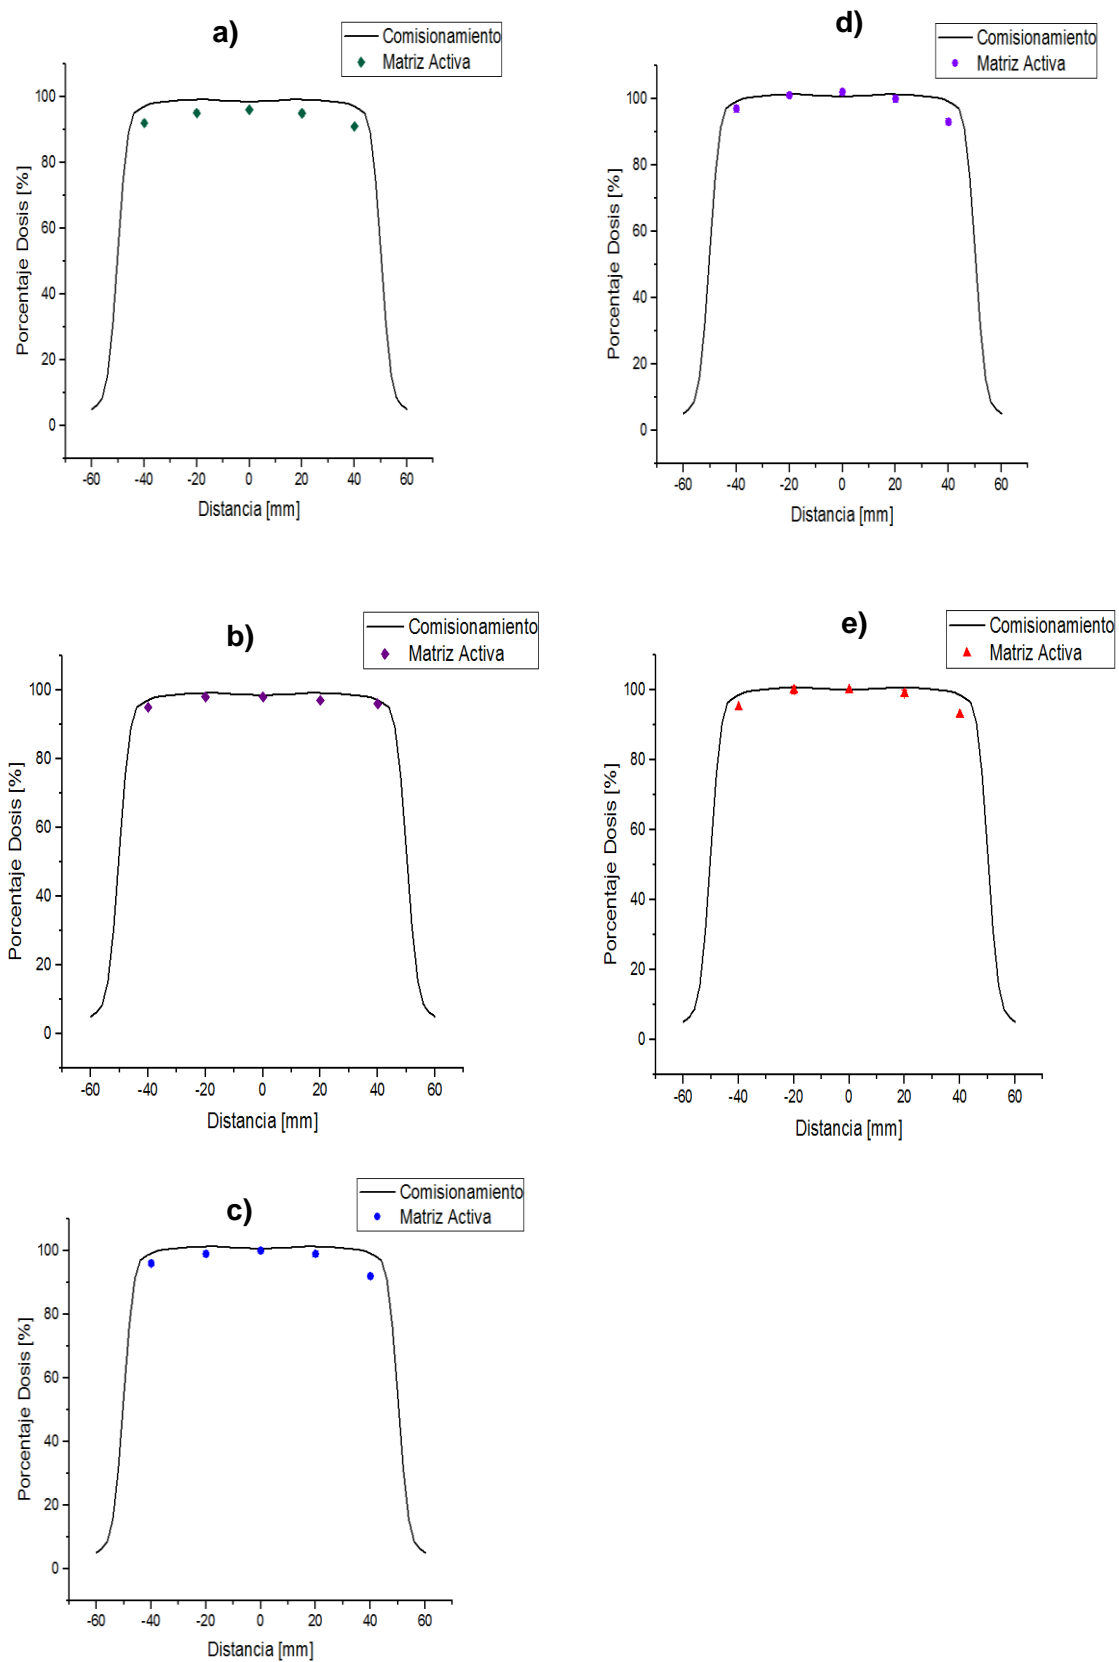 a)
Comisionamiento
Matriz Activa
Porcentaje Dosis [%]
100
80
60
40
20
0
-60 -40 -20 0 20 40 60
Distancia [mm]
d)
Comisionamiento
Matriz Activa
Porcentaje Dosis [%]
100
80
60
40
20
0
-60 -40 -20 0 20 40 60
Distancia [mm]
b)
Comisionamiento
Matriz Activa
Porcentaje Dosis [%]
100
80
60
40
20
0
-60 -40 -20 0 20 40 60
Distancia [mm]
e)
Comisionamiento
Matriz Activa
Porcentaje Dosis [%]
100
80
60
40
20
0
-60 -40 -20 0 20 40 60
Distancia [mm]
c)
Comisionamiento
Matriz Activa
Porcentaje Dosis [%]
100
80
60
40
20
0
-60 -40 -20 0 20 40 60
Distancia [mm]